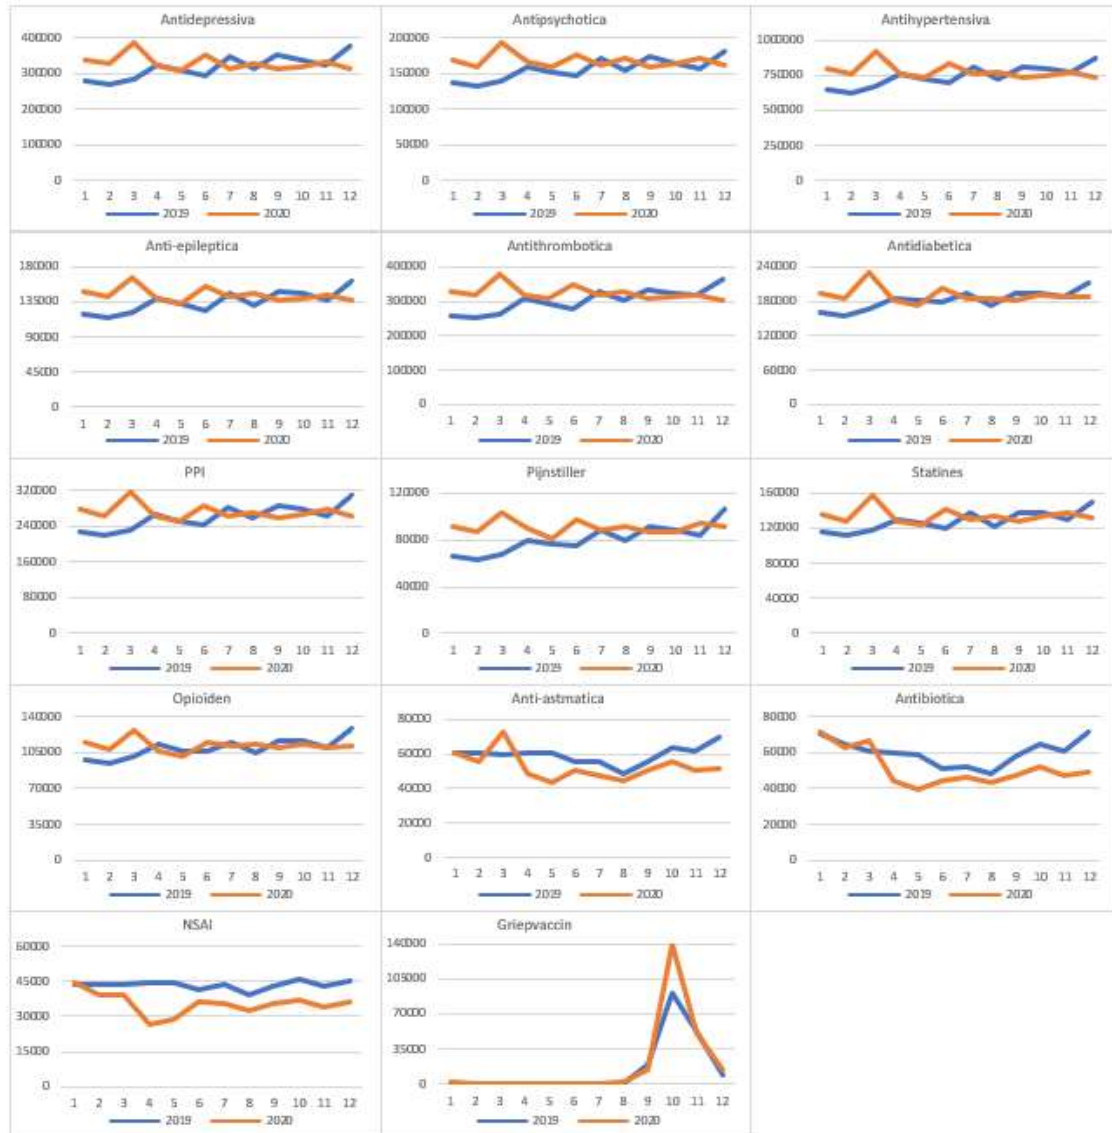 Antidepressiva
400000
300000
200000
100000
0
1 2 3 4 5 6 7 8 9 10 11 12
2019 2020
Antipsychotica
200000
150000
100000
50000
0
1 2 3 4 5 6 7 8 9 10 11 12
2019 2020
Antihypertensiva
1000000
750000
500000
250000
0
1 2 3 4 5 6 7 8 9 10 11 12
2019 2020
Anti-epileptica
180000
135000
90000
45000
0
1 2 3 4 5 6 7 8 9 10 11 12
2019 2020
Antithrombotica
400000
300000
200000
100000
0
1 2 3 4 5 6 7 8 9 10 11 12
2019 2020
Antidiabetica
240000
180000
120000
60000
0
1 2 3 4 5 6 7 8 9 10 11 12
2019 2020
PPI
320000
240000
160000
80000
0
1 2 3 4 5 6 7 8 9 10 11 12
2019 2020
Pijnstiller
120000
80000
40000
0
1 2 3 4 5 6 7 8 9 10 11 12
2019 2020
Statines
160000
120000
80000
40000
0
1 2 3 4 5 6 7 8 9 10 11 12
2019 2020
Opioïden
140000
105000
70000
35000
0
1 2 3 4 5 6 7 8 9 10 11 12
2019 2020
Anti-astmatica
80000
60000
40000
20000
0
1 2 3 4 5 6 7 8 9 10 11 12
2019 2020
Antibiotica
80000
60000
40000
20000
0
1 2 3 4 5 6 7 8 9 10 11 12
2019 2020
NSAI
60000
45000
30000
15000
0
1 2 3 4 5 6 7 8 9 10 11 12
2019 2020
Griepvaccin
140000
105000
70000
35000
0
1 2 3 4 5 6 7 8 9 10 11 12
2019 2020